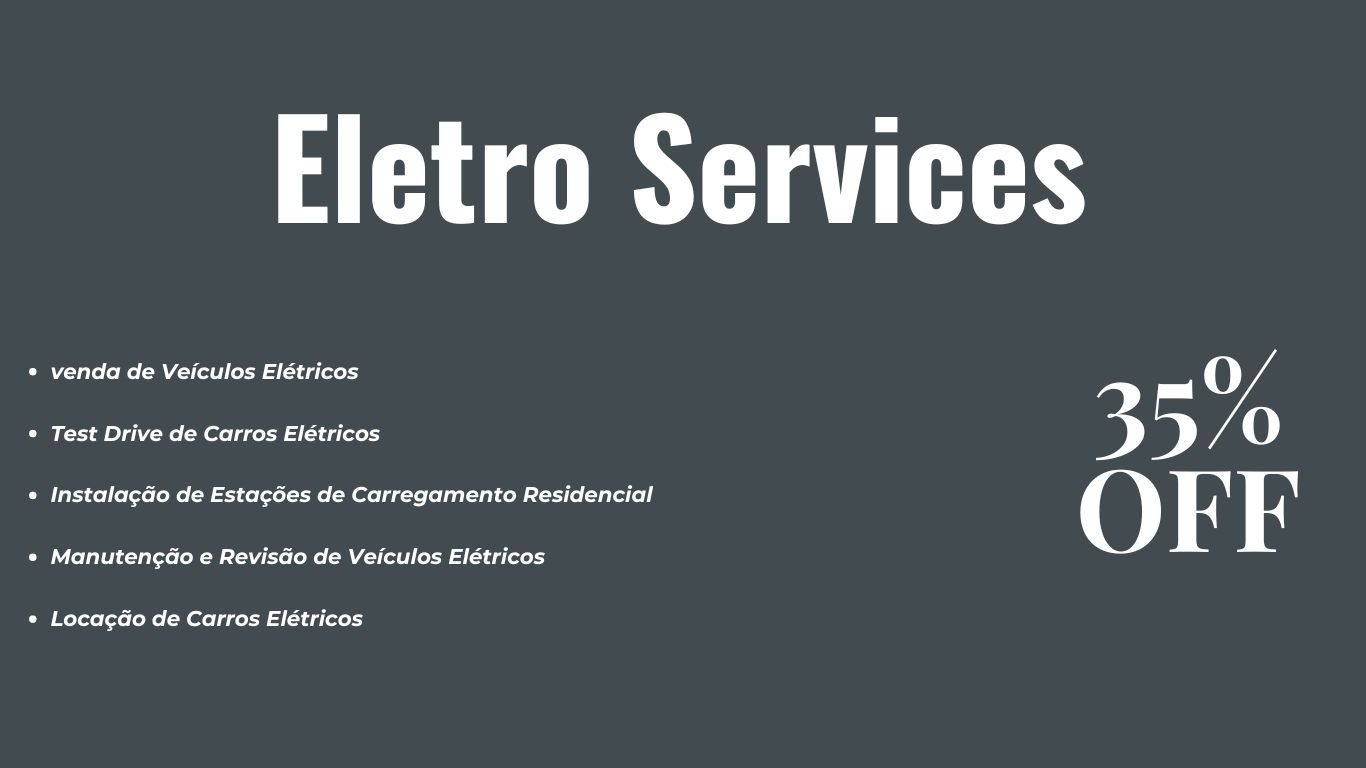 Eletro Services
• venda de Veículos Elétricos
• Test Drive de Carros Elétricos
• Instalação de Estações de Carregamento Residencial
• Manutenção e Revisão de Veículos Elétricos
• Locação de Carros Elétricos
35%
OFF